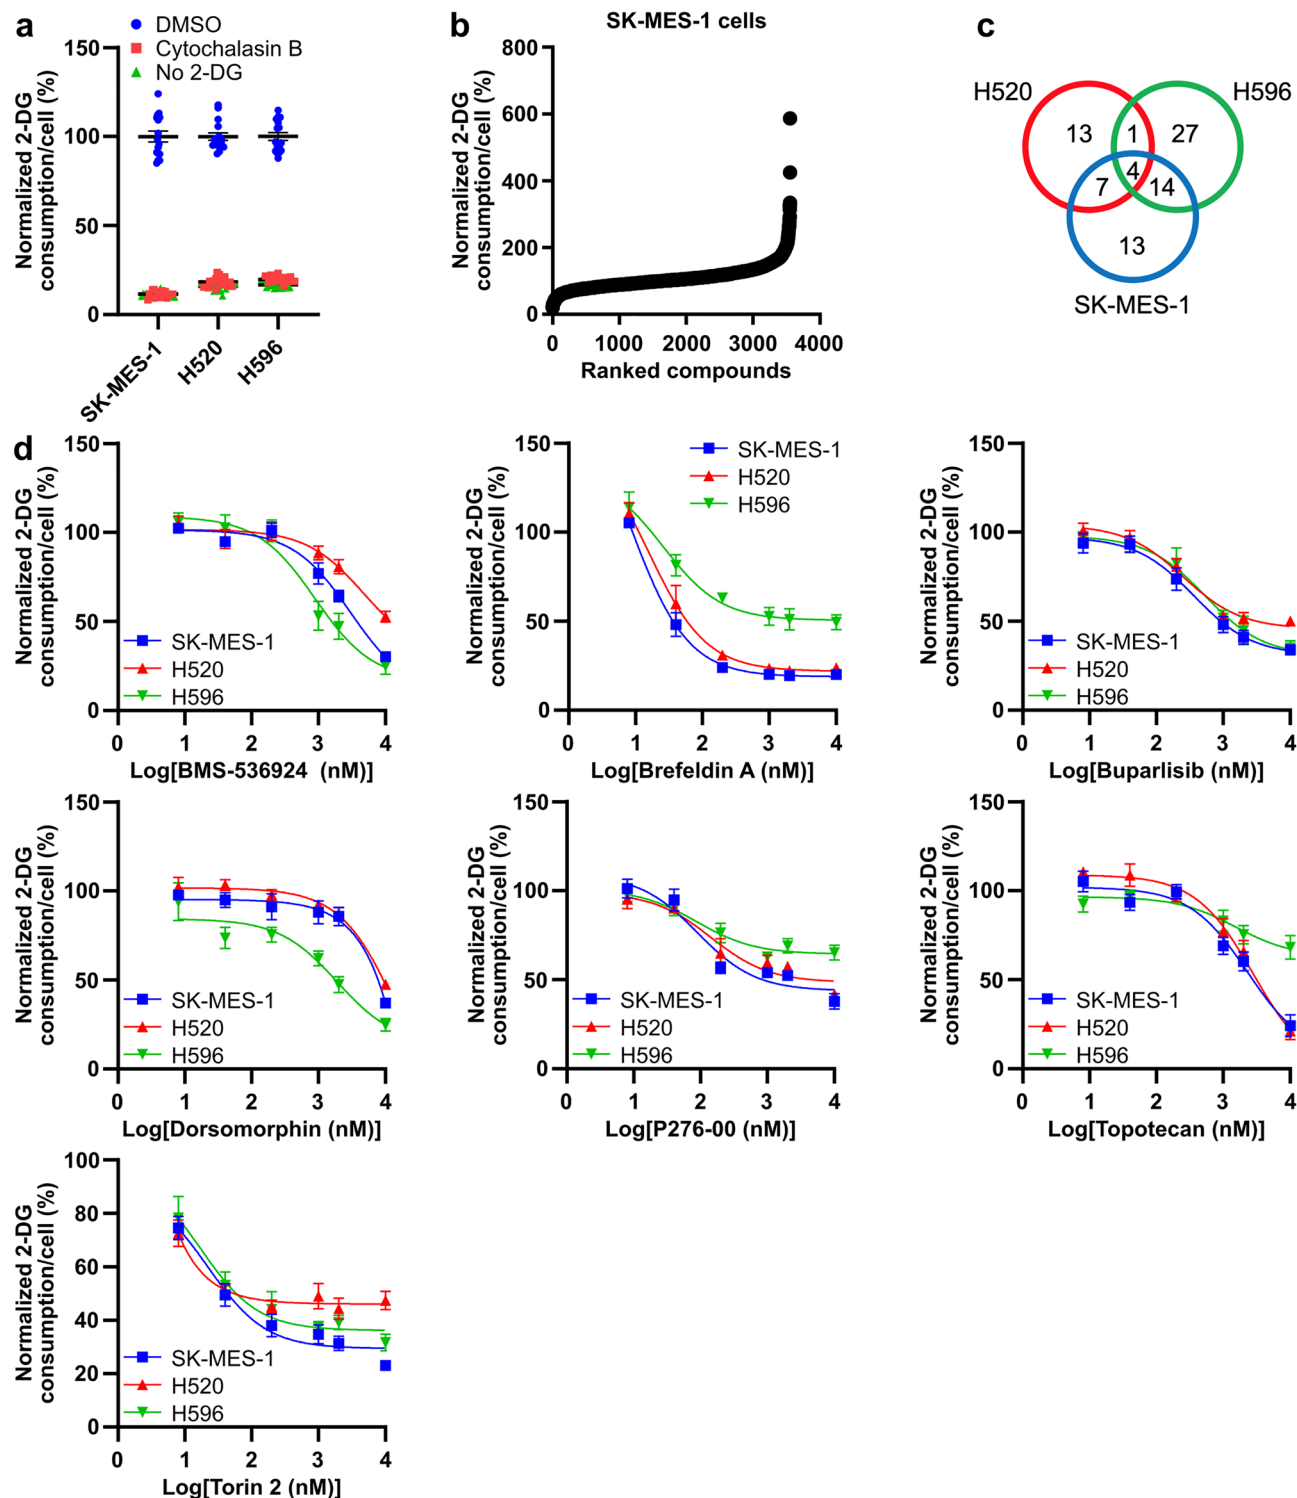 a
DMSO
Cytochalasin B
No 2-DG
Normalized 2-DG
consumption/cell (%)
150
100
50
0
SK-MES-1
H520
H596
b
SK-MES-1 cells
Normalized 2-DG
consumption/cell (%)
800
600
400
200
0
0 1000 2000 3000 4000
Ranked compounds
c
H520
H596
13
1
27
4
7
14
13
SK-MES-1
d
Normalized 2-DG
consumption/cell (%)
150
100
50
0
SK-MES-1
H520
H596
0 1 2 3 4
Log[BMS-536924 (nM)]
Normalized 2-DG
consumption/cell (%)
150
100
50
0
SK-MES-1
H520
H596
0 1 2 3 4
Log[Brefeldin A (nM)]
Normalized 2-DG
consumption/cell (%)
150
100
50
0
SK-MES-1
H520
H596
0 1 2 3 4
Log[Buparlisib (nM)]
Normalized 2-DG
consumption/cell (%)
150
100
50
0
SK-MES-1
H520
H596
0 1 2 3 4
Log[Dorsomorphin (nM)]
Normalized 2-DG
consumption/cell (%)
150
100
50
0
SK-MES-1
H520
H596
0 1 2 3 4
Log[P276-00 (nM)]
Normalized 2-DG
consumption/cell (%)
150
100
50
0
SK-MES-1
H520
H596
0 1 2 3 4
Log[Topotecan (nM)]
Normalized 2-DG
consumption/cell (%)
100
80
60
40
20
0
SK-MES-1
H520
H596
0 1 2 3 4
Log[Torin 2 (nM)]